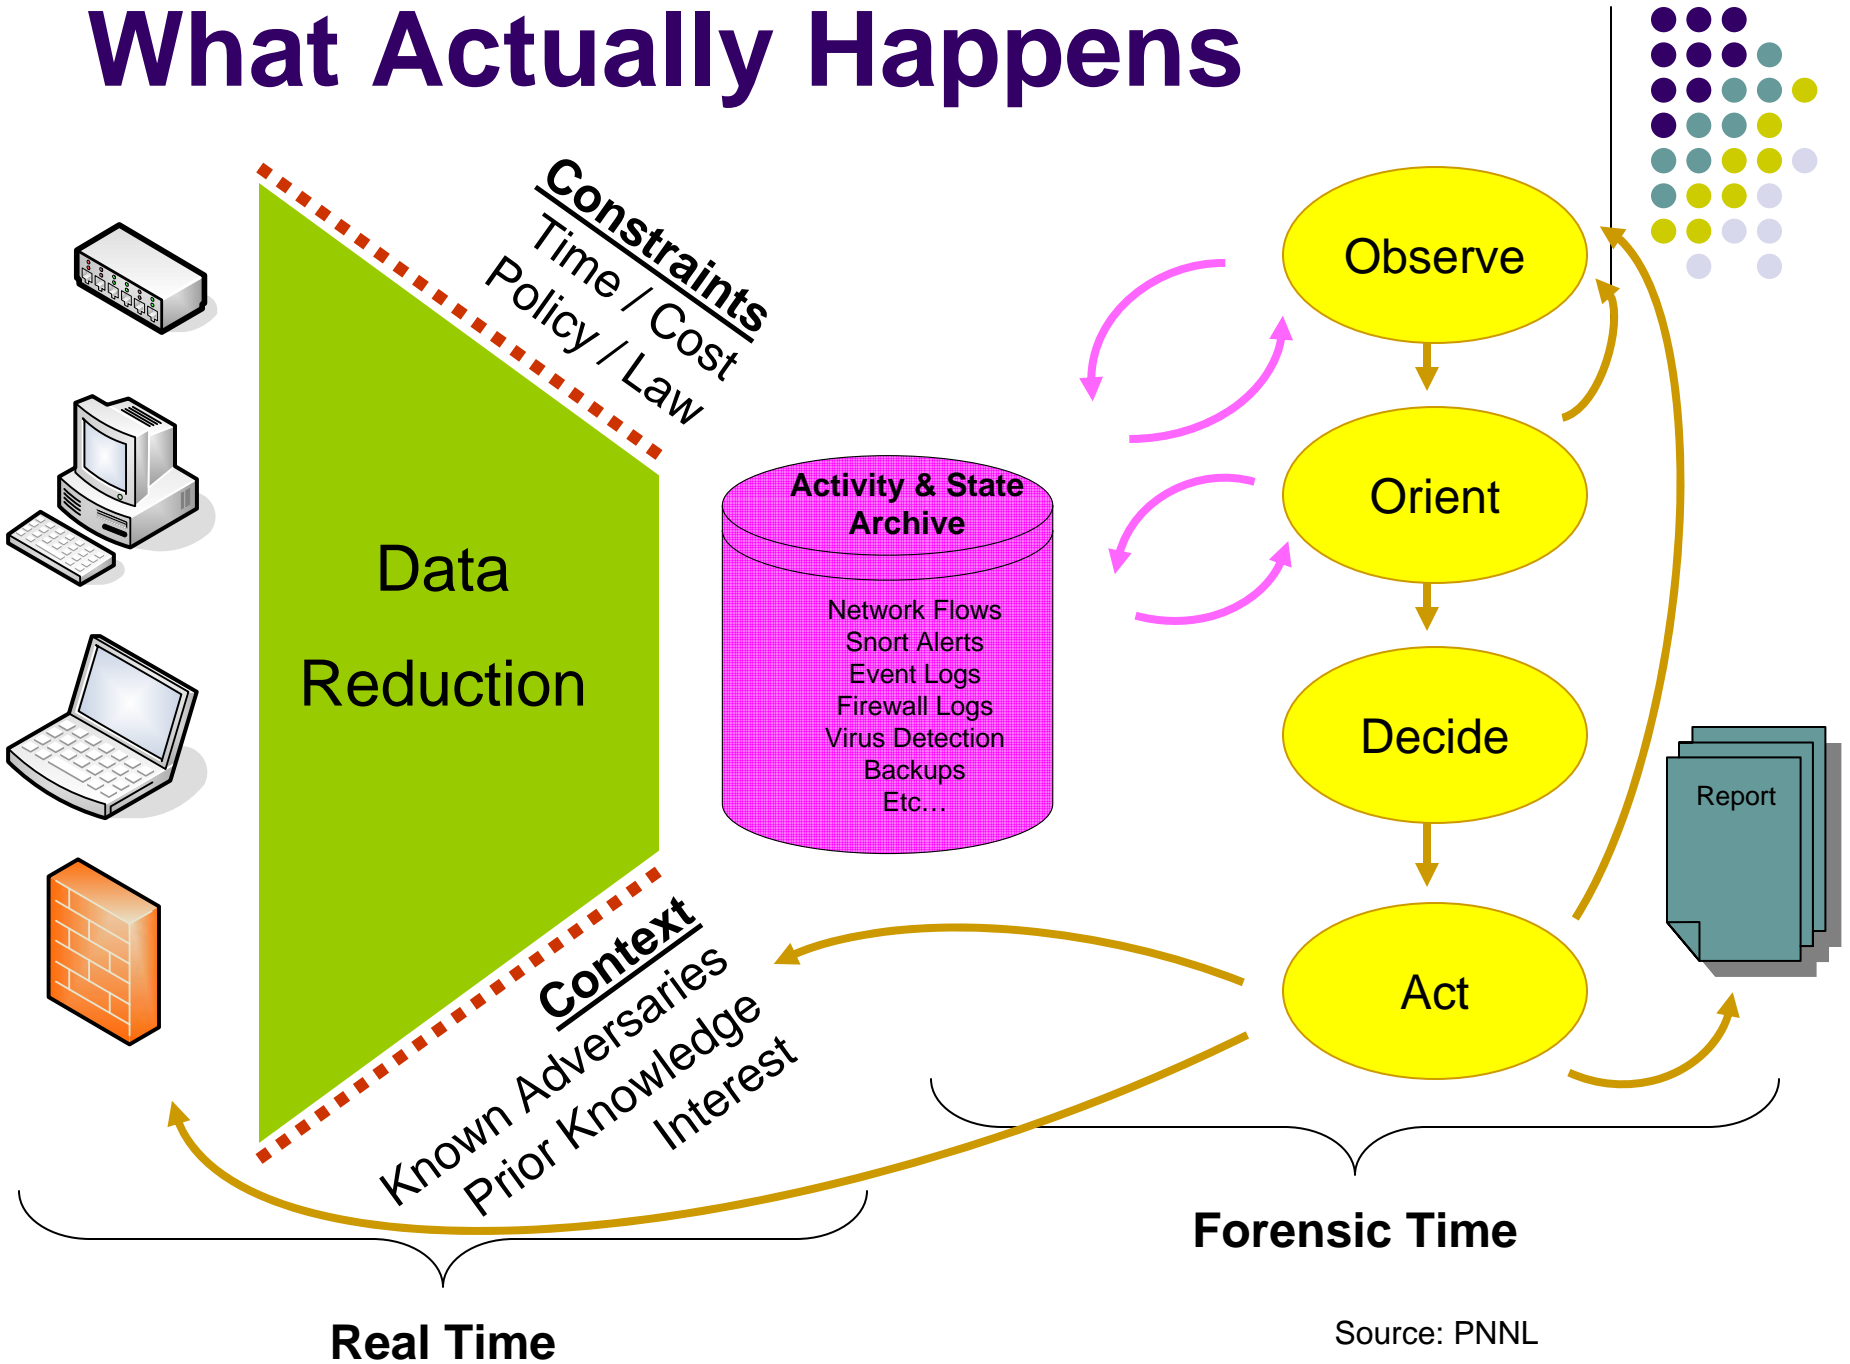 What Actually Happens
Constraints
Time / Cost
Policy / Law
Data
Reduction
Activity & State
Archive
Network Flows
Snort Alerts
Event Logs
Firewall Logs
Virus Detection
Backups
Etc…
Context
Known Adversaries
Prior Knowledge
Interest
Observe
Orient
Decide
Act
Report
Real Time
Forensic Time
Source: PNNL